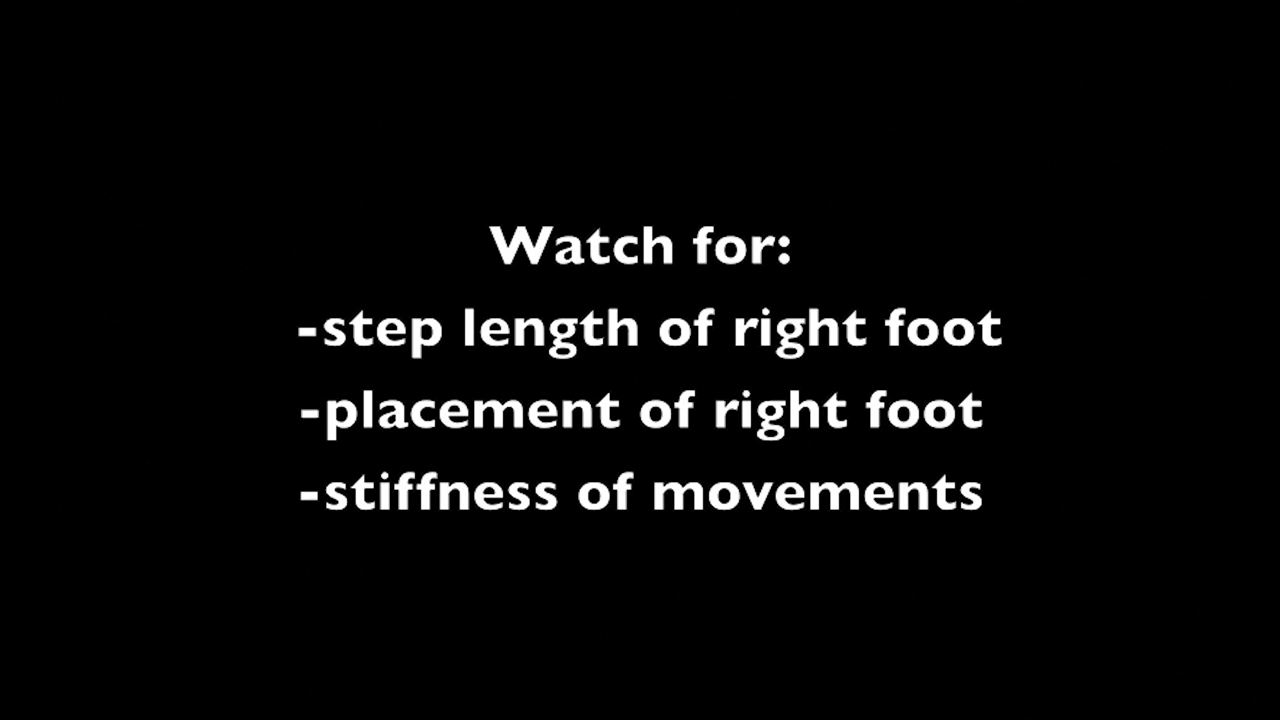 Watch for:
-step length of right foot
-placement of right foot
-stiffness of movements